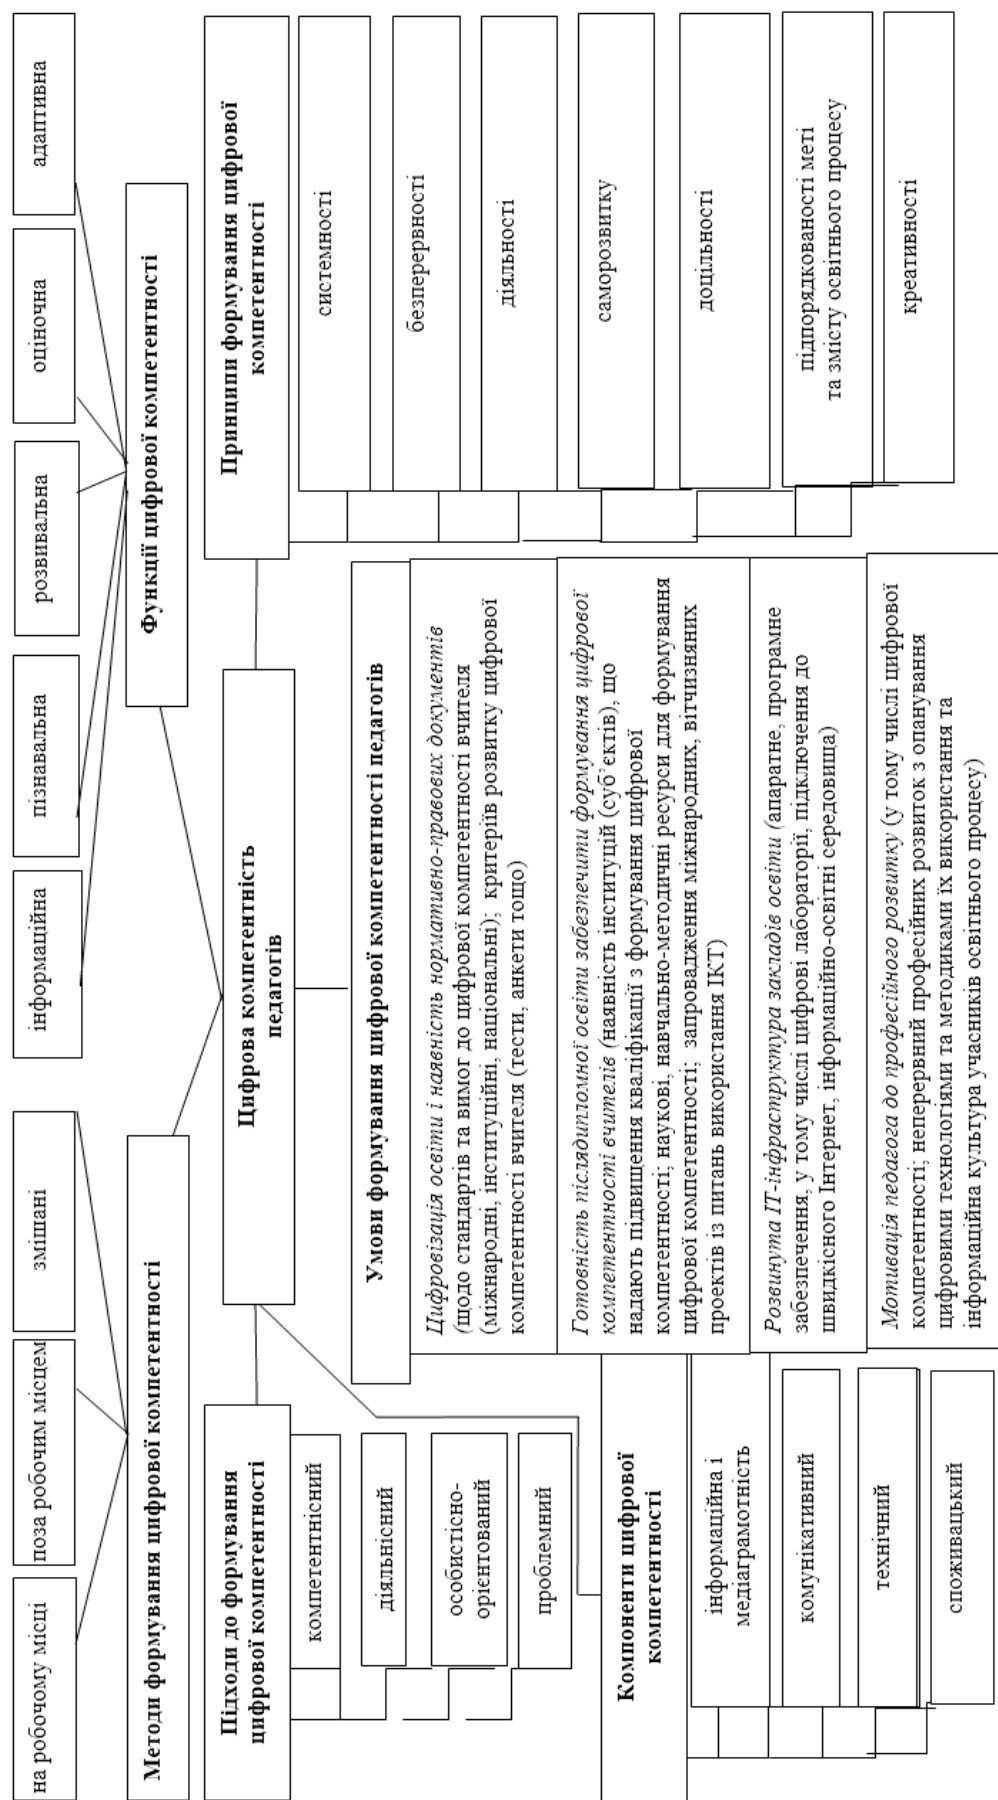 на робочому місці
поза робочим місцем
змішані
інформаційна
пізнавальна
розвивальна
оціночна
адаптивна
Методи формування цифрової компетентності
Функції цифрової компетентності
Цифрова компетентність
педагогів
Підходи до формування
цифрової компетентності
компетентнісний
діяльнісний
особистісно-
орієнтований
проблемний
Компоненти цифрової
компетентності
інформаційна і
медіаграмотність
комунікативний
технічний
споживацький
Умови формування цифрової компетентності педагогів
Цифровізація освіти і наявність нормативно-правових документів
(щодо стандартів та вимог до цифрової компетентності вчителя
(міжнародні, інституційні, національні); критеріїв розвитку цифрової
компетентності вчителя (тести, анкети тощо)
Готовність післядипломної освіти забезпечити формування цифрової
компетентності вчителів (наявність інституцій (суб'єктів), що
надають підвищення кваліфікації з формування цифрової
компетентності; наукові, навчально-методичні ресурси для формування
цифрової компетентності; запровадження міжнародних, вітчизняних
проектів із питань використання ІКТ)
Розвинута ІТ-інфраструктура закладів освіти (апаратне, програмне
забезпечення, у тому числі цифрові лабораторії, підключення до
швидкісного Інтернет, інформаційно-освітні середовища)
Мотивація педагога до професійного розвитку (у тому числі цифрової
компетентності; неперервний професійних розвиток з опанування
цифровими технологіями та методиками їх використання та
інформаційна культура учасників освітнього процесу)
Принципи формування цифрової
компетентності
системності
безперервності
діяльності
саморозвитку
доцільності
підпорядкованості меті
та змісту освітнього процесу
креативності